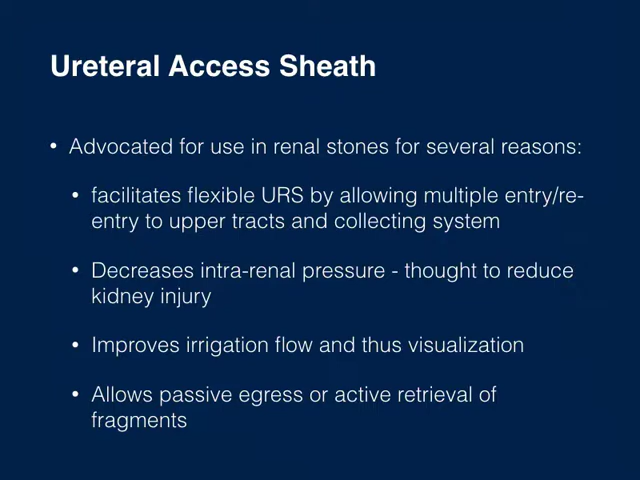 Ureteral Access Sheath
• Advocated for use in renal stones for several reasons:
• facilitates flexible URS by allowing multiple entry/re-
entry to upper tracts and collecting system
• Decreases intra-renal pressure - thought to reduce
kidney injury
• Improves irrigation flow and thus visualization
• Allows passive egress or active retrieval of
fragments